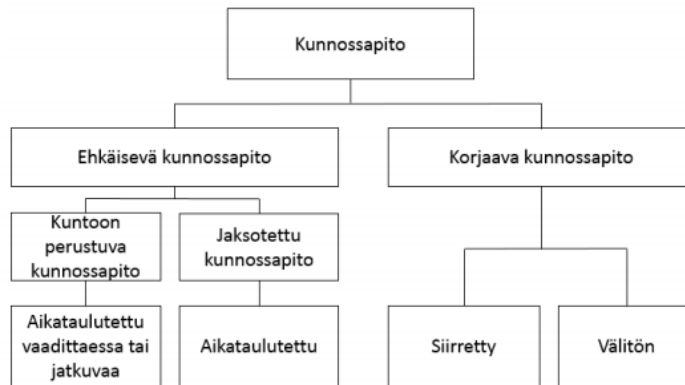 Kunnossapito
Ehkäisevä kunnossapito
Korjaava kunnossapito
Kuntoon
perustuva
kunnossapito
Jaksotettu
kunnossapito
Aikataulutettu
vaadittaessa tai
jatkuvaa
Aikataulutettu
Siirretty
Välitön